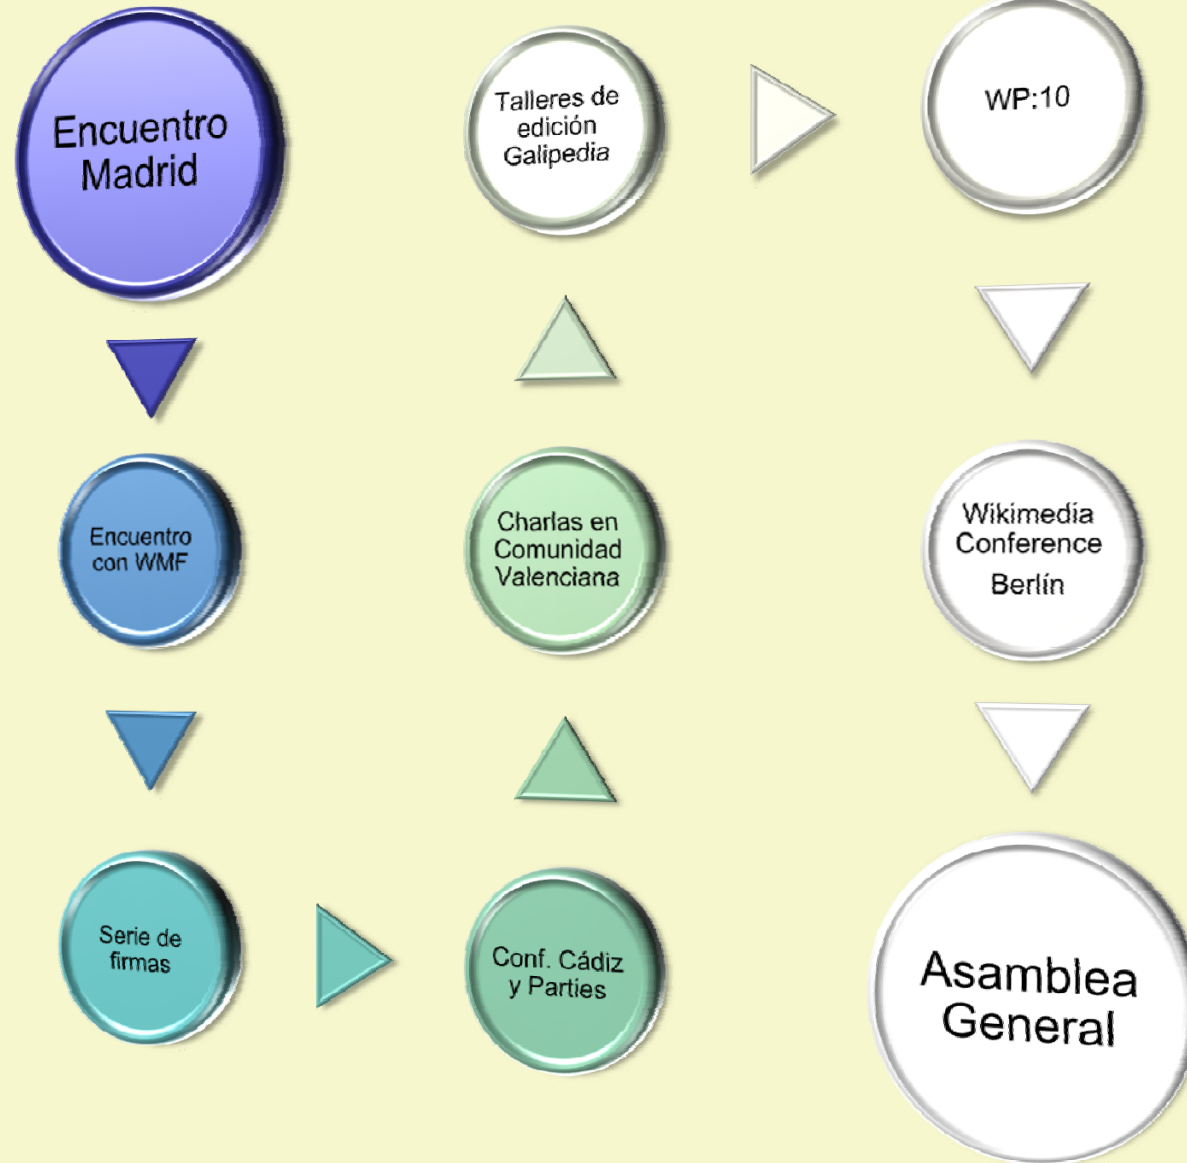 Encuentro
Madrid
Encuentro
con WMF
Serie de
firmas
Conf. Cádiz
y Parties
Charlas en
Comunidad
Valenciana
Talleres de
edición
Galipedia
WP:10
Wikimedia
Conference
Berlín
Asamblea
General